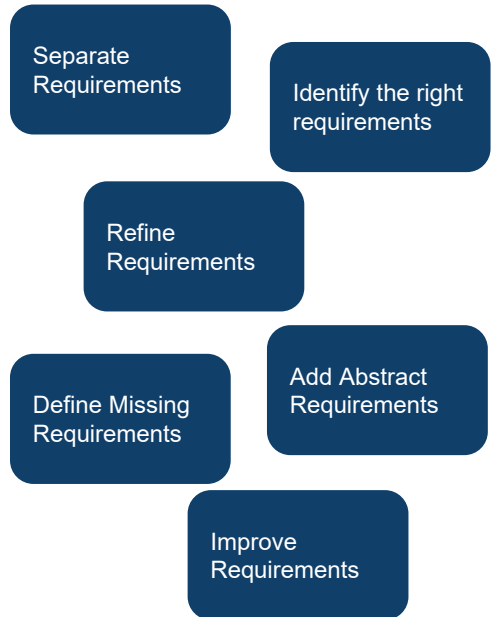 Separate
Requirements
Identify the right
requirements
Refine
Requirements
Add Abstract
Requirements
Define Missing
Requirements
Improve
Requirements